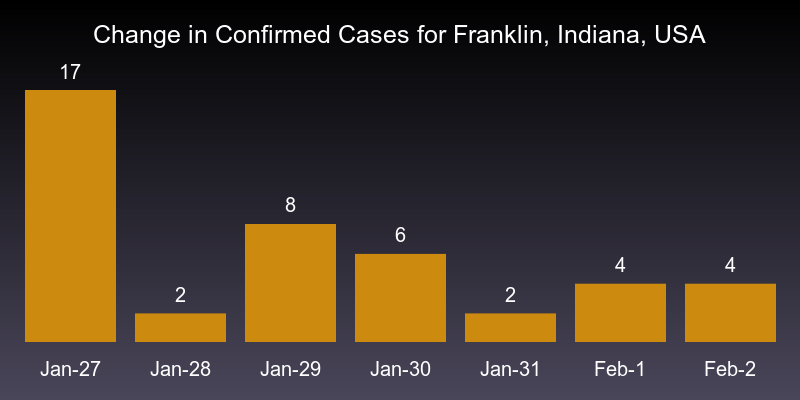 Change in Confirmed Cases for Franklin, Indiana, USA
17
2
8
6
2
4
4
Jan-27
Jan-28
Jan-29
Jan-30
Jan-31
Feb-1
Feb-2